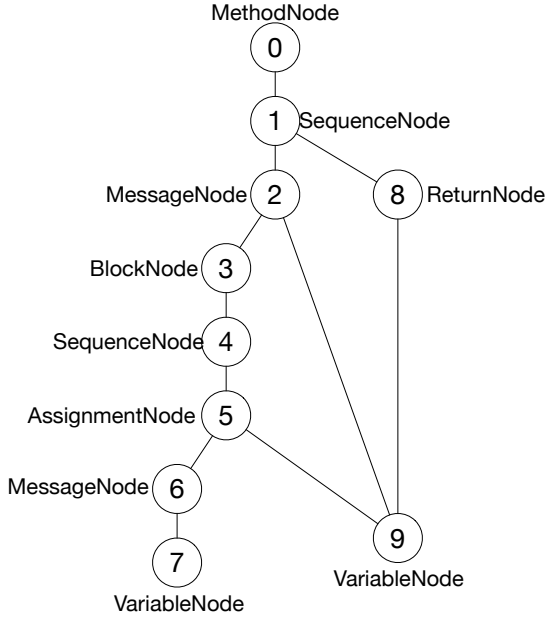 MethodNode
0
1 SequenceNode
MessageNode 2
8 ReturnNode
BlockNode 3
SequenceNode 4
AssignmentNode 5
MessageNode 6
9
VariableNode
7
VariableNode